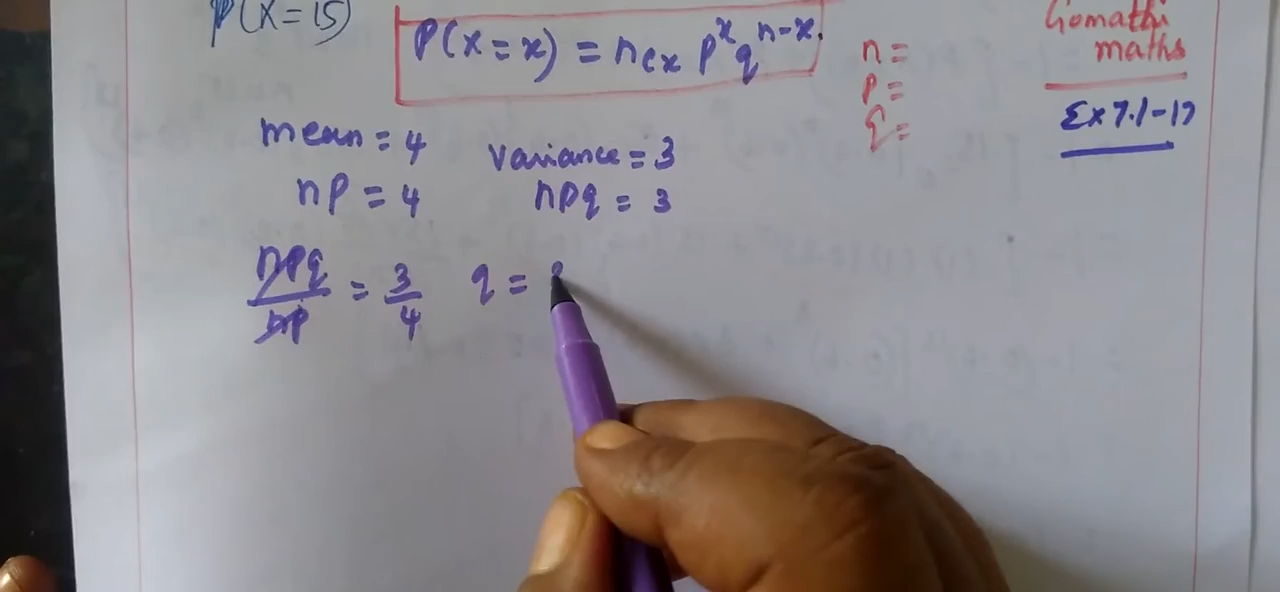 P(X=15)
P(X=x) = ncx p^x q^n-x.
Gomathi
maths
n =
p =
q =
Ex 7.1-17
mean = 4
variance = 3
np = 4
npq = 3
npq/np = 3/4
q =